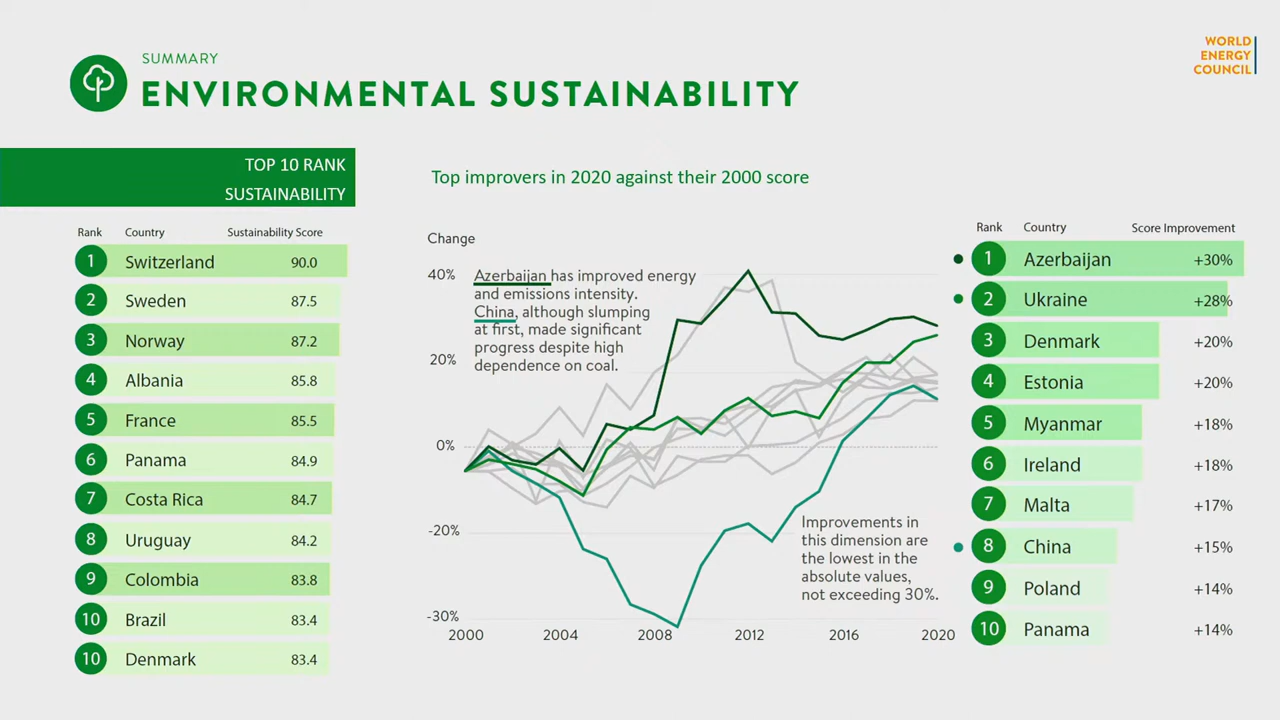 SUMMARY
ENVIRONMENTAL SUSTAINABILITY
WORLD
ENERGY
COUNCIL
TOP 10 RANK
SUSTAINABILITY
Rank Country Sustainability Score
1 Switzerland 90.0
2 Sweden 87.5
3 Norway 87.2
4 Albania 85.8
5 France 85.5
6 Panama 84.9
7 Costa Rica 84.7
8 Uruguay 84.2
9 Colombia 83.8
10 Brazil 83.4
10 Denmark 83.4
Top improvers in 2020 against their 2000 score
Change
40%
20%
0%
-20%
-30%
Azerbaijan has improved energy
and emissions intensity.
China, although slumping
at first, made significant
progress despite high
dependence on coal.
Improvements in
this dimension are
the lowest in the
absolute values,
not exceeding 30%.
2000 2004 2008 2012 2016 2020
Rank Country Score Improvement
1 Azerbaijan +30%
2 Ukraine +28%
3 Denmark +20%
4 Estonia +20%
5 Myanmar +18%
6 Ireland +18%
7 Malta +17%
8 China +15%
9 Poland +14%
10 Panama +14%